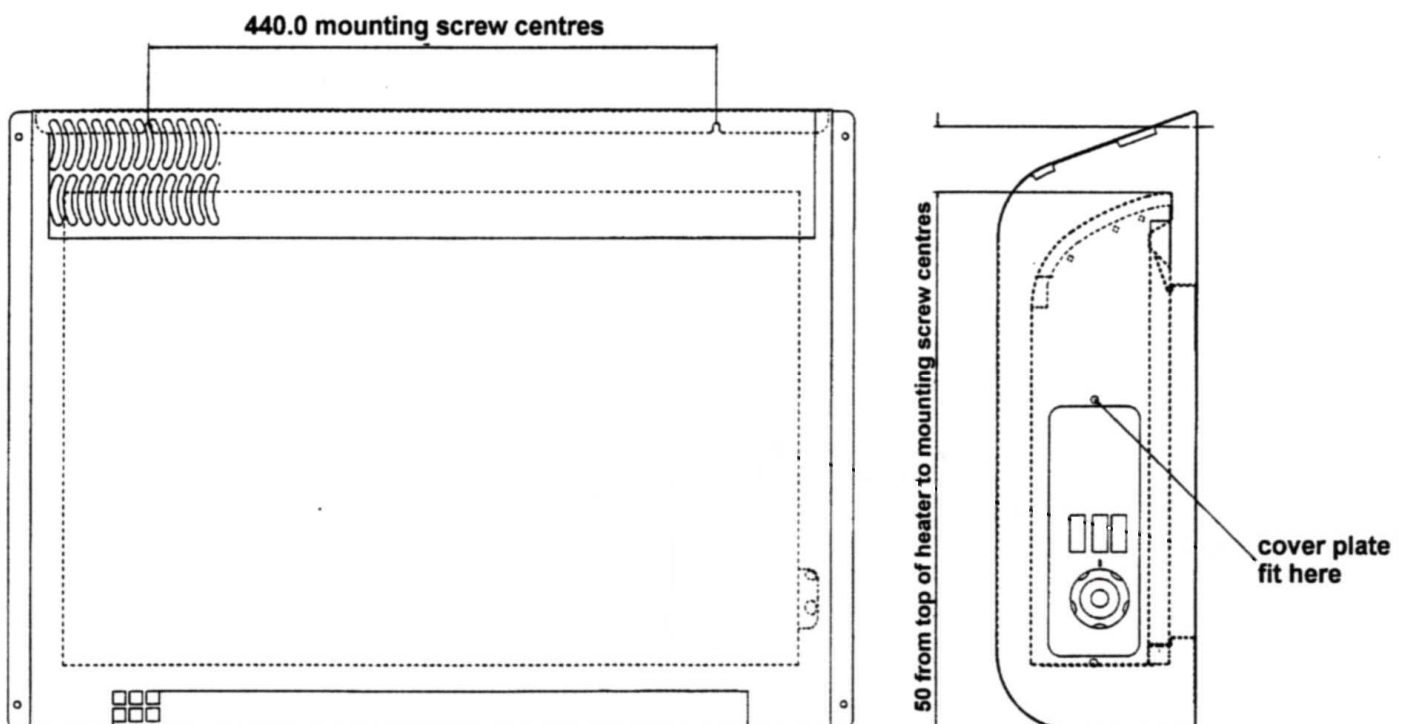 440.0 mounting screw centres
50 from top of heater to mounting screw centres
cover plate
fit here